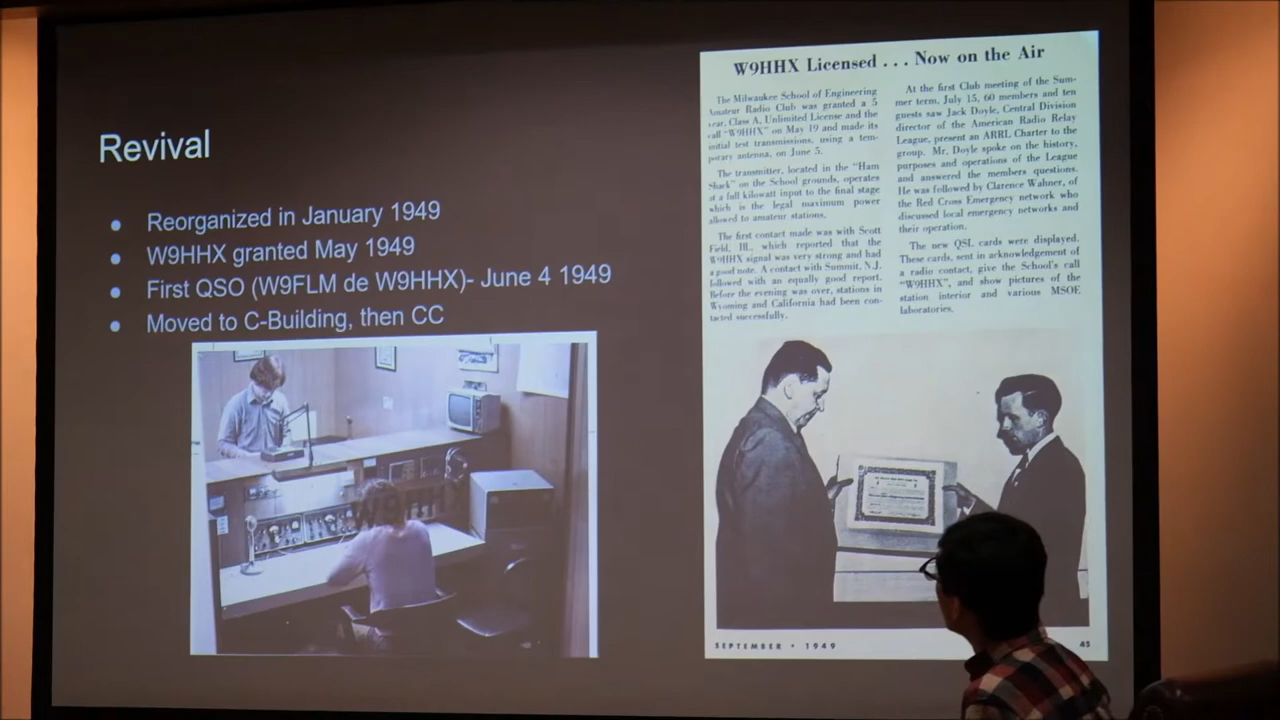 Revival
● Reorganized in January 1949
● W9HHX granted May 1949
● First QSO (W9FLM de W9HHX)- June 4 1949
● Moved to C-Building, then CC
W9HH
W9HHX Licensed . . . Now on the Air
The Milwaukee School of Engineering
Amateur Radio Club was granted a 5
year, Class A, Unlimited License and the
call "W9HHX" on May 19 and made its
initial test transmissions, using a tem-
porary antenna, on June 5.
The transmitter, located in the "Ham
Shack" on the School grounds, operates
at a full kilowatt input to the final stage
which is the legal maximum power
allowed to amateur stations.
The first contact made was with Scott
Field, Ill., which reported that the
W9HHX signal was very strong and had
a good note. A contact with Summit, N.J.
followed with an equally good report.
Before the evening was over, stations in
Wyoming and California had been con-
tacted successfully.
At the first Club meeting of the Sum-
mer term, July 15, 60 members and ten
guests saw Jack Doyle, Central Division
director of the American Radio Relay
League, present an ARRL Charter to the
group. Mr. Doyle spoke on the history,
purposes and operations of the League
and answered the members questions.
He was followed by Clarence Wahner, of
the Red Cross Emergency network who
discussed local emergency networks and
their operation.
The new QSL cards were displayed.
These cards, sent in acknowledgement of
a radio contact, give the School's call
"W9HHX", and show pictures of the
station interior and various MSOE
laboratories.
SEPTEMBER • 1949
45